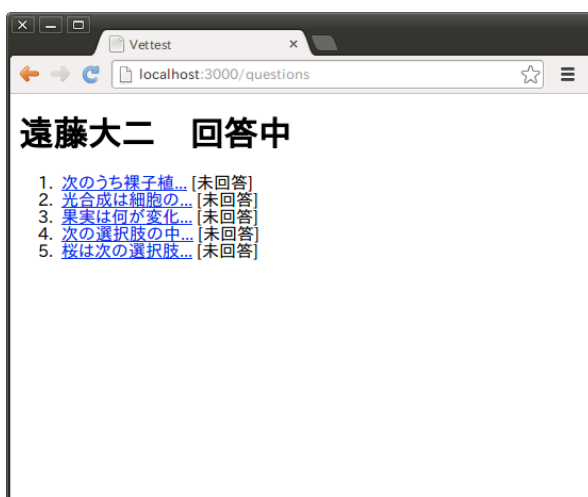 Vettest
localhost:3000/questions
遠藤大二　回答中
1. 次のうち裸子植... [未回答]
2. 光合成は細胞の... [未回答]
3. 果実は何が変化... [未回答]
4. 次の選択肢の中... [未回答]
5. 桜は次の選択肢... [未回答]